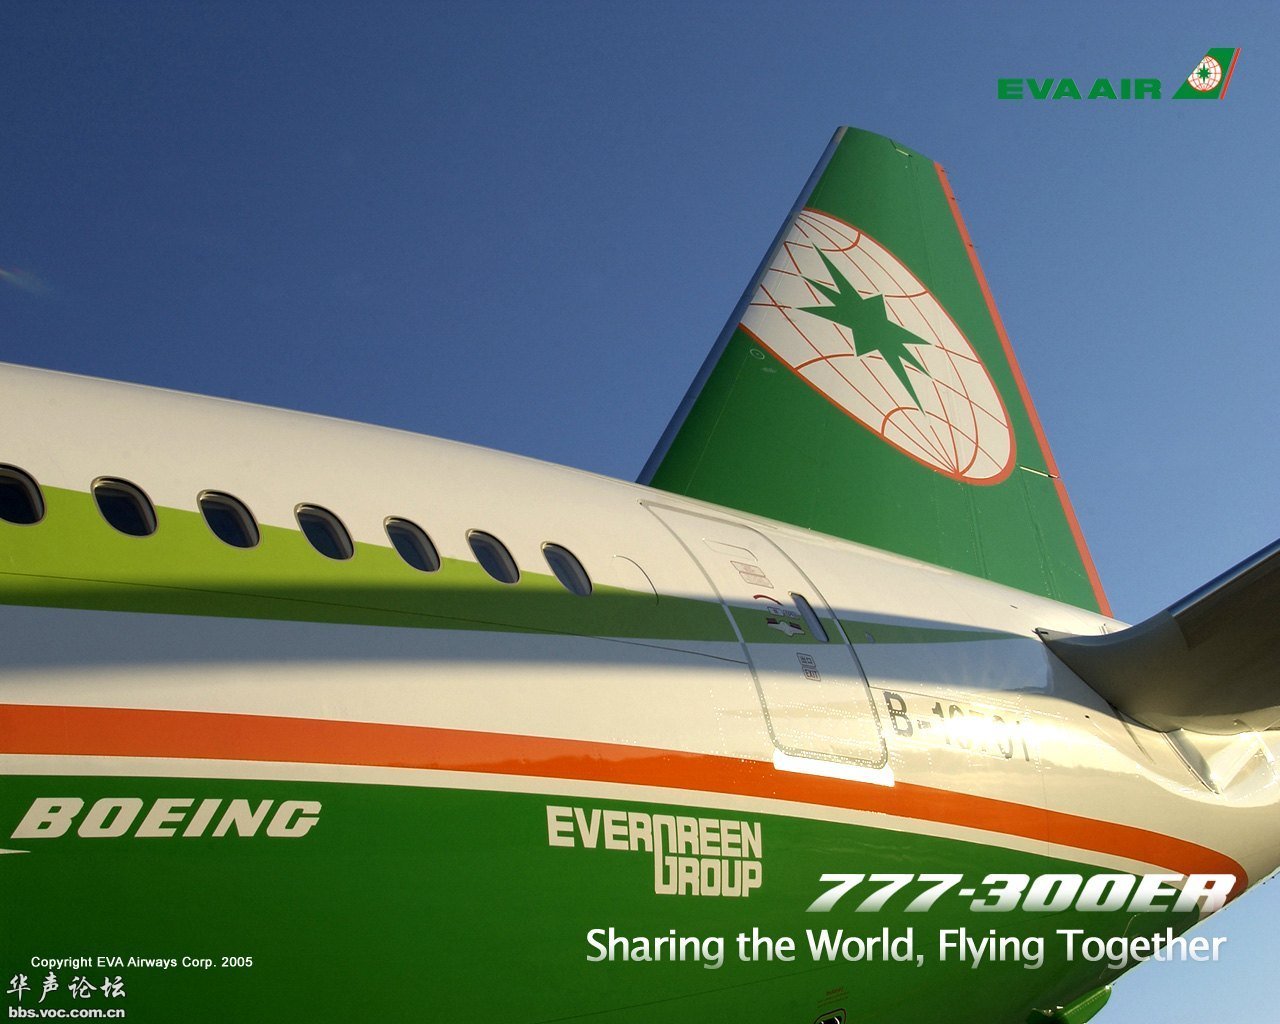 EVA AIR
B-16701
BOEING
EVERGREEN
GROUP
777-300ER
Sharing the World, Flying Together
Copyright EVA Airways Corp. 2005
华声论坛
bbs.voc.com.cn